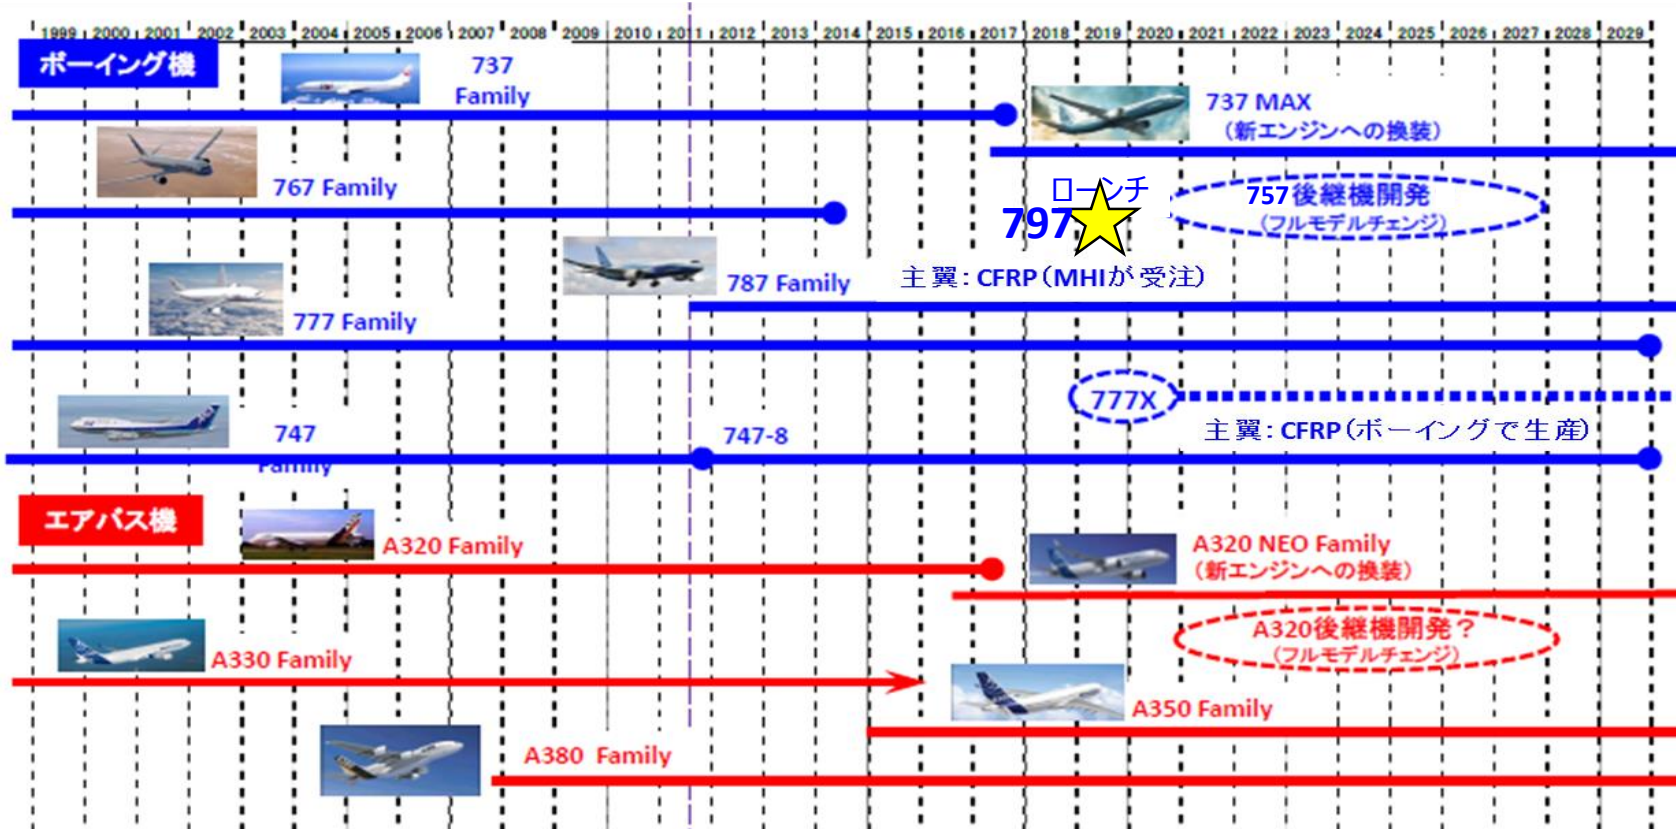 1999 2000 2001 2002 2003 2004 2005 2006 2007 2008 2009 2010 2011 2012 2013 2014 2015 2016 2017 2018 2019 2020 2021 2022 2023 2024 2025 2026 2027 2028 2029
ボーイング機
737
Family
737 MAX
（新エンジンへの換装）
767 Family
ローンチ
797
757後継機開発
（フルモデルチェンジ）
787 Family
主翼：CFRP（MHIが受注）
777 Family
777X
主翼：CFRP（ボーイングで生産）
747
Family
747-8
エアバス機
A320 Family
A320 NEO Family
（新エンジンへの換装）
A320後継機開発？
（フルモデルチェンジ）
A330 Family
A350 Family
A380 Family